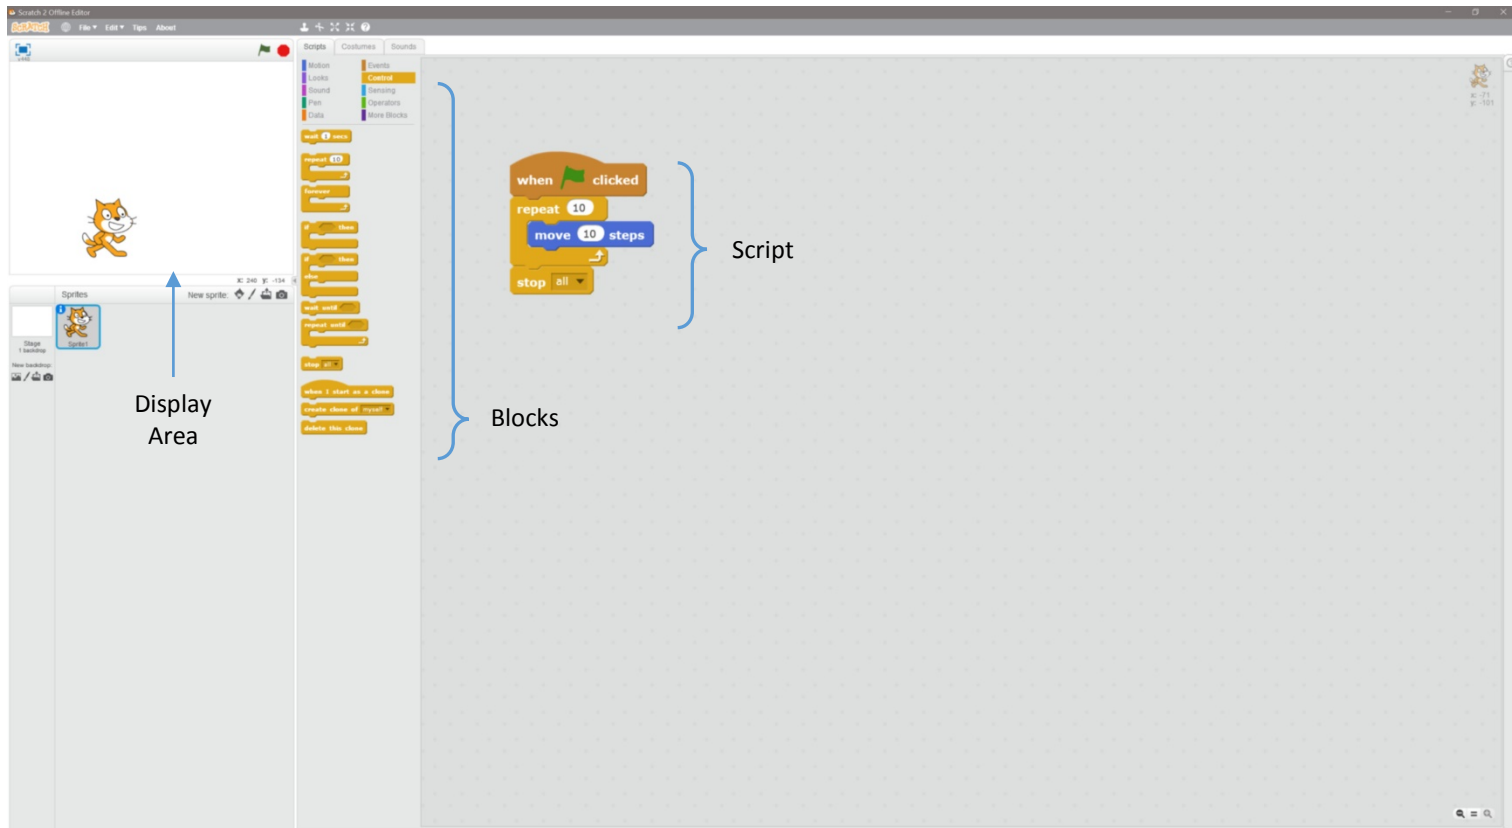 Scratch 2 Offline Editor
SCRATCH File Edit Tips About
Scripts Costumes Sounds
Motion Events
Looks Control
Sound Sensing
Pen Operators
Data More Blocks
wait 1 secs
repeat 10
forever
if then
if then
else
wait until
repeat until
stop all
when I start as a clone
create clone of myself
delete this clone
X: 240 y: -134
Sprites New sprite:
Stage
1 backdrop
Sprite1
New backdrop:
Display
Area
Blocks
when clicked
repeat 10
move 10 steps
stop all
Script
x: -71
y: -101